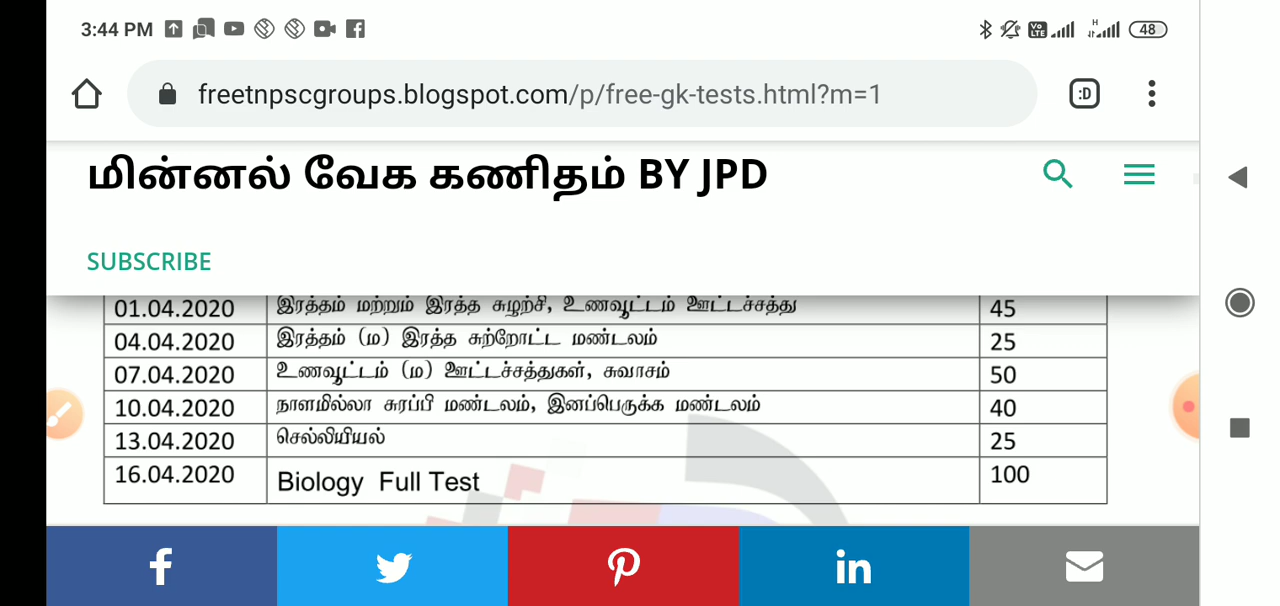 3:44 PM
48
freetnpscgroups.blogspot.com/p/free-gk-tests.html?m=1
:D
மின்னல் வேக கணிதம் BY JPD
SUBSCRIBE
01.04.2020 இரத்தம் மற்றும் இரத்த சுழற்சி, உணவூட்டம் ஊட்டச்சத்து 45
04.04.2020 இரத்தம் (ம) இரத்த சுற்றோட்ட மண்டலம் 25
07.04.2020 உணவூட்டம் (ம) ஊட்டச்சத்துகள், சுவாசம் 50
10.04.2020 நாளமில்லா சுரப்பி மண்டலம், இனப்பெருக்க மண்டலம் 40
13.04.2020 செல்லியியல் 25
16.04.2020 Biology Full Test 100